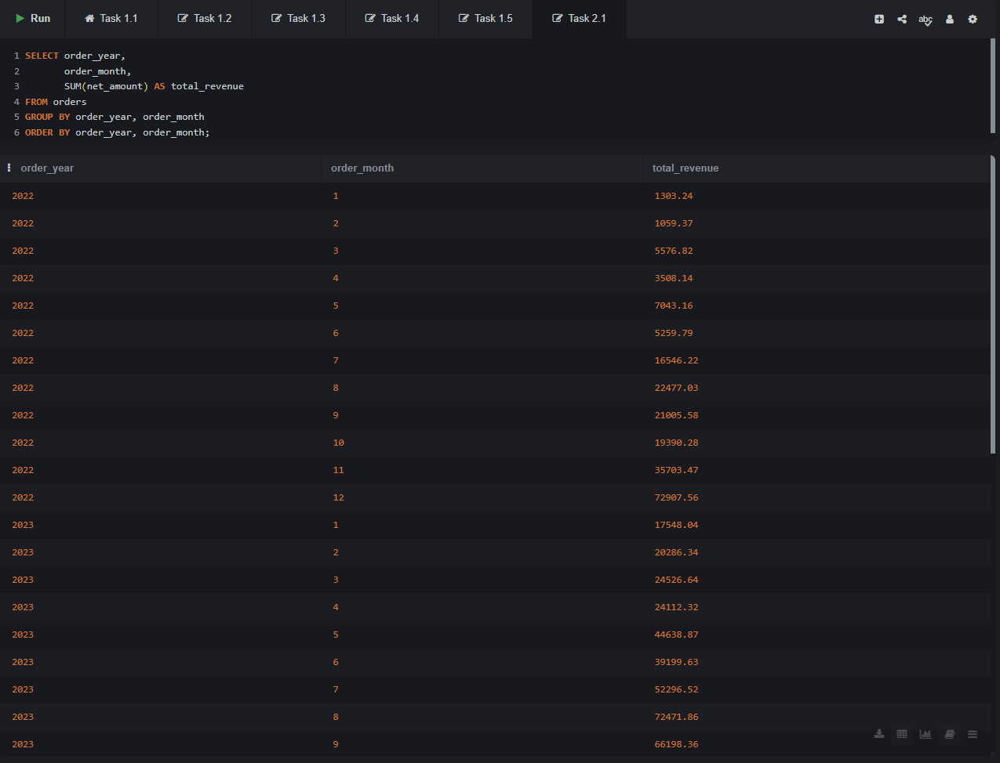 Run Task 1.1 Task 1.2 Task 1.3 Task 1.4 Task 1.5 Task 2.1 abc
1 SELECT order_year,
2 order_month,
3 SUM(net_amount) AS total_revenue
4 FROM orders
5 GROUP BY order_year, order_month
6 ORDER BY order_year, order_month;
order_year order_month total_revenue
2022 1 1303.24
2022 2 1059.37
2022 3 5576.82
2022 4 3508.14
2022 5 7043.16
2022 6 5259.79
2022 7 16546.22
2022 8 22477.03
2022 9 21005.58
2022 10 19390.28
2022 11 35703.47
2022 12 72907.56
2023 1 17548.04
2023 2 20286.34
2023 3 24526.64
2023 4 24112.32
2023 5 44638.87
2023 6 39199.63
2023 7 52296.52
2023 8 72471.86
2023 9 66198.36